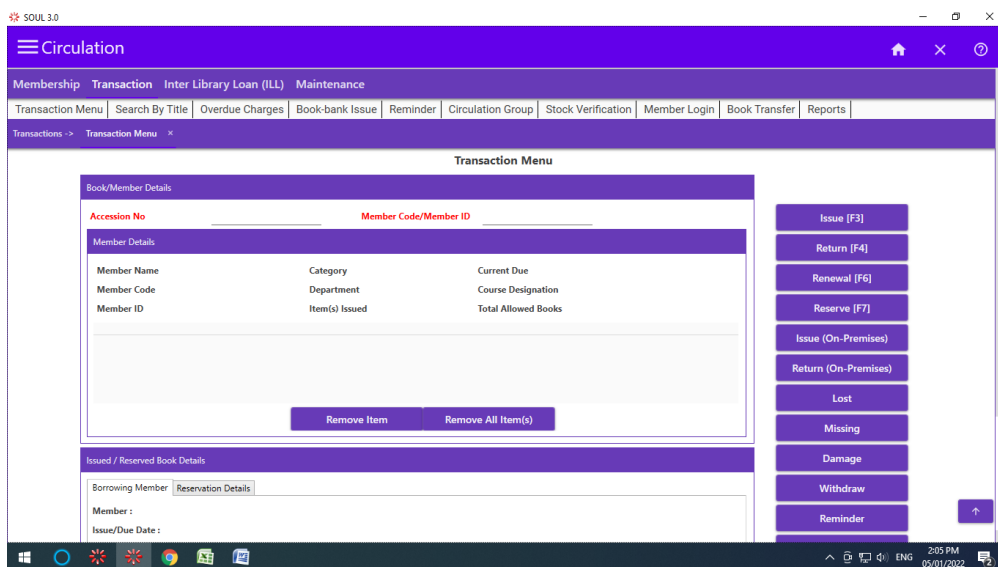 SOUL 3.0
Circulation
Membership Transaction Inter Library Loan (ILL) Maintenance
Transaction Menu Search By Title Overdue Charges Book-bank Issue Reminder Circulation Group Stock Verification Member Login Book Transfer Reports
Transactions -> Transaction Menu ×
Transaction Menu
Book/Member Details
Accession No Member Code/Member ID
Member Details
Member Name Category Current Due
Member Code Department Course Designation
Member ID Item(s) Issued Total Allowed Books
Remove Item Remove All Item(s)
Issued / Reserved Book Details
Borrowing Member Reservation Details
Member :
Issue/Due Date :
Issue [F3]
Return [F4]
Renewal [F6]
Reserve [F7]
Issue (On-Premises)
Return (On-Premises)
Lost
Missing
Damage
Withdraw
Reminder
ENG 2:05 PM
05/01/2022
2